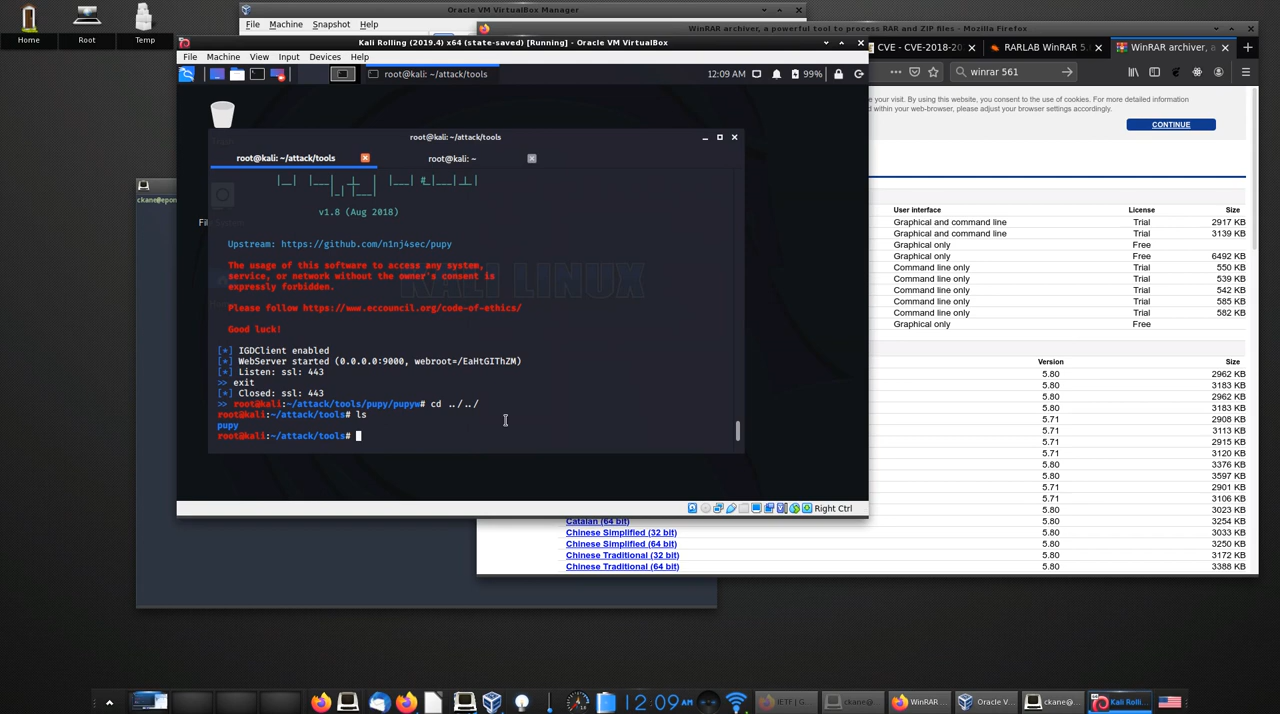 Home
Root
Temp
Oracle VM VirtualBox Manager
File Machine Snapshot Help
WinRAR archiver, a powerful tool to process RAR and ZIP files - Mozilla Firefox
CVE - CVE-2018-20
RARLAB WinRAR 5.
WinRAR archiver, a
winrar 561
your visit. By using this website, you consent to the use of cookies. For more detailed information
within your web-browser, please adjust your browser settings accordingly.
CONTINUE
Kali Rolling (2019.4) x64 (state-saved) [Running] - Oracle VM VirtualBox
File Machine View Input Devices Help
root@kali: ~/attack/tools
12:09 AM
99%
root@kali: ~/attack/tools
root@kali: ~/attack/tools
root@kali: ~
v1.8 (Aug 2018)
Upstream: https://github.com/n1nj4sec/pupy
The usage of this software to access any system,
service, or network without the owner's consent is
expressly forbidden.
Please follow https://www.eccouncil.org/code-of-ethics/
Good luck!
[*] IGDClient enabled
[*] WebServer started (0.0.0.0:9000, webroot=/EaHtGIThZM)
[*] Listen: ssl: 443
>> exit
[*] Closed: ssl: 443
>> root@kali:~/attack/tools/pupy/pupyw# cd ../../
root@kali:~/attack/tools# ls
pupy
root@kali:~/attack/tools#
KALI LINUX
Right Ctrl
ckane@epon
User interface License Size
Graphical and command line Trial 2917 KB
Graphical and command line Trial 3139 KB
Graphical only Free
Graphical only Free 6492 KB
Command line only Trial 550 KB
Command line only Trial 539 KB
Command line only Trial 542 KB
Command line only Trial 585 KB
Command line only Trial 582 KB
Graphical only Free
Version Size
5.80 2962 KB
5.80 3183 KB
5.80 2962 KB
5.80 3183 KB
5.71 2908 KB
5.71 3113 KB
5.71 2915 KB
5.71 3120 KB
5.80 3376 KB
5.80 3597 KB
5.71 2901 KB
5.71 3106 KB
5.80 3023 KB
Catalan (64 bit) 5.80 3254 KB
Chinese Simplified (32 bit) 5.80 3033 KB
Chinese Simplified (64 bit) 5.80 3250 KB
Chinese Traditional (32 bit) 5.80 3172 KB
Chinese Traditional (64 bit) 5.80 3388 KB
12:09 AM
IETF | G...
ckane@...
WinRAR ...
Oracle V...
ckane@...
Kali Rolli...